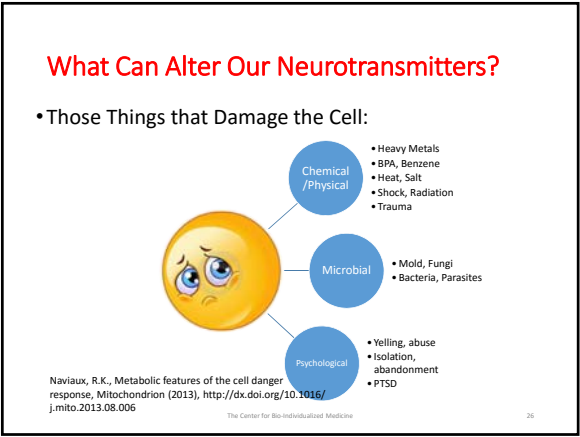 What Can Alter Our Neurotransmitters?
• Those Things that Damage the Cell:
Chemical
/Physical
• Heavy Metals
• BPA, Benzene
• Heat, Salt
• Shock, Radiation
• Trauma
Microbial
• Mold, Fungi
• Bacteria, Parasites
Psychological
• Yelling, abuse
• Isolation,
abandonment
• PTSD
Naviaux, R.K., Metabolic features of the cell danger
response, Mitochondrion (2013), http://dx.doi.org/10.1016/
j.mito.2013.08.006
The Center for Bio-Individualized Medicine
26